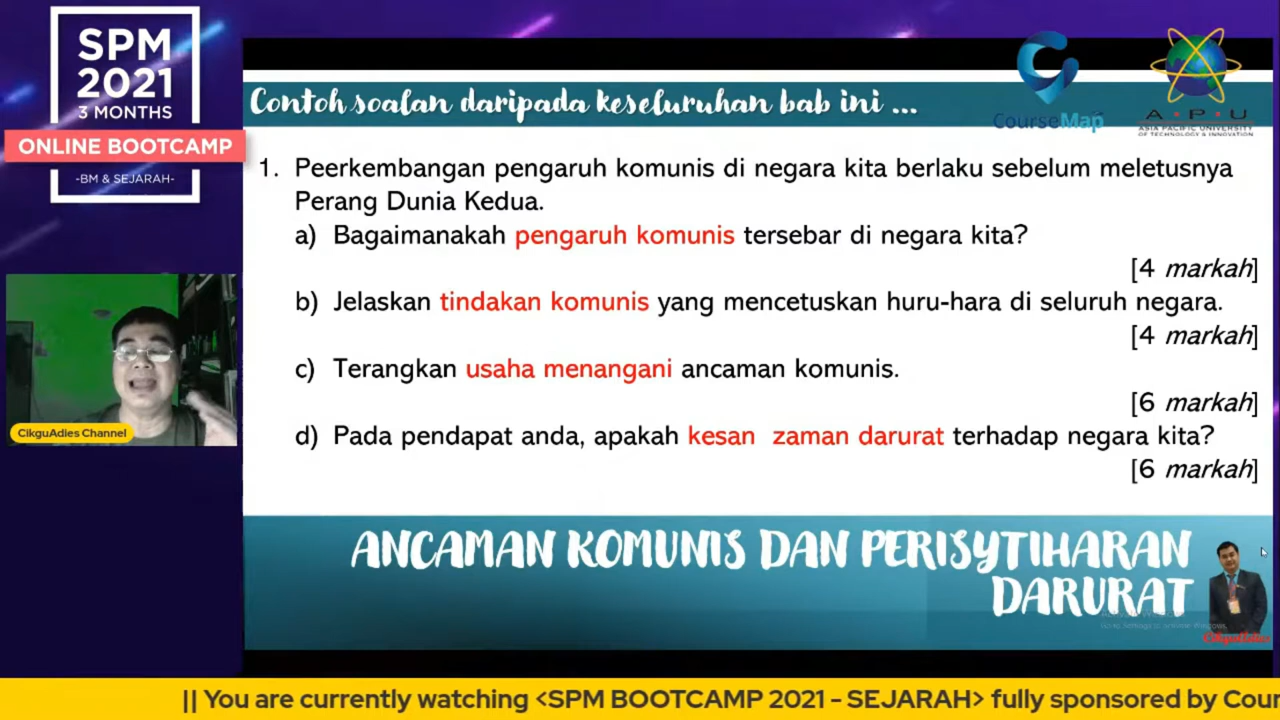 SPM
2021
3 MONTHS
ONLINE BOOTCAMP
-BM & SEJARAH-
CikguAdies Channel
Contoh soalan daripada keseluruhan bab ini ...
CourseMap
A · P · U
ASIA PACIFIC UNIVERSITY
OF TECHNOLOGY & INNOVATION
1. Peerkembangan pengaruh komunis di negara kita berlaku sebelum meletusnya
Perang Dunia Kedua.
a) Bagaimanakah pengaruh komunis tersebar di negara kita?
[4 markah]
b) Jelaskan tindakan komunis yang mencetuskan huru-hara di seluruh negara.
[4 markah]
c) Terangkan usaha menangani ancaman komunis.
[6 markah]
d) Pada pendapat anda, apakah kesan zaman darurat terhadap negara kita?
[6 markah]
ANCAMAN KOMUNIS DAN PERISYTIHARAN
DARURAT
CikguAdies
|| You are currently watching <SPM BOOTCAMP 2021 - SEJARAH> fully sponsored by Cour